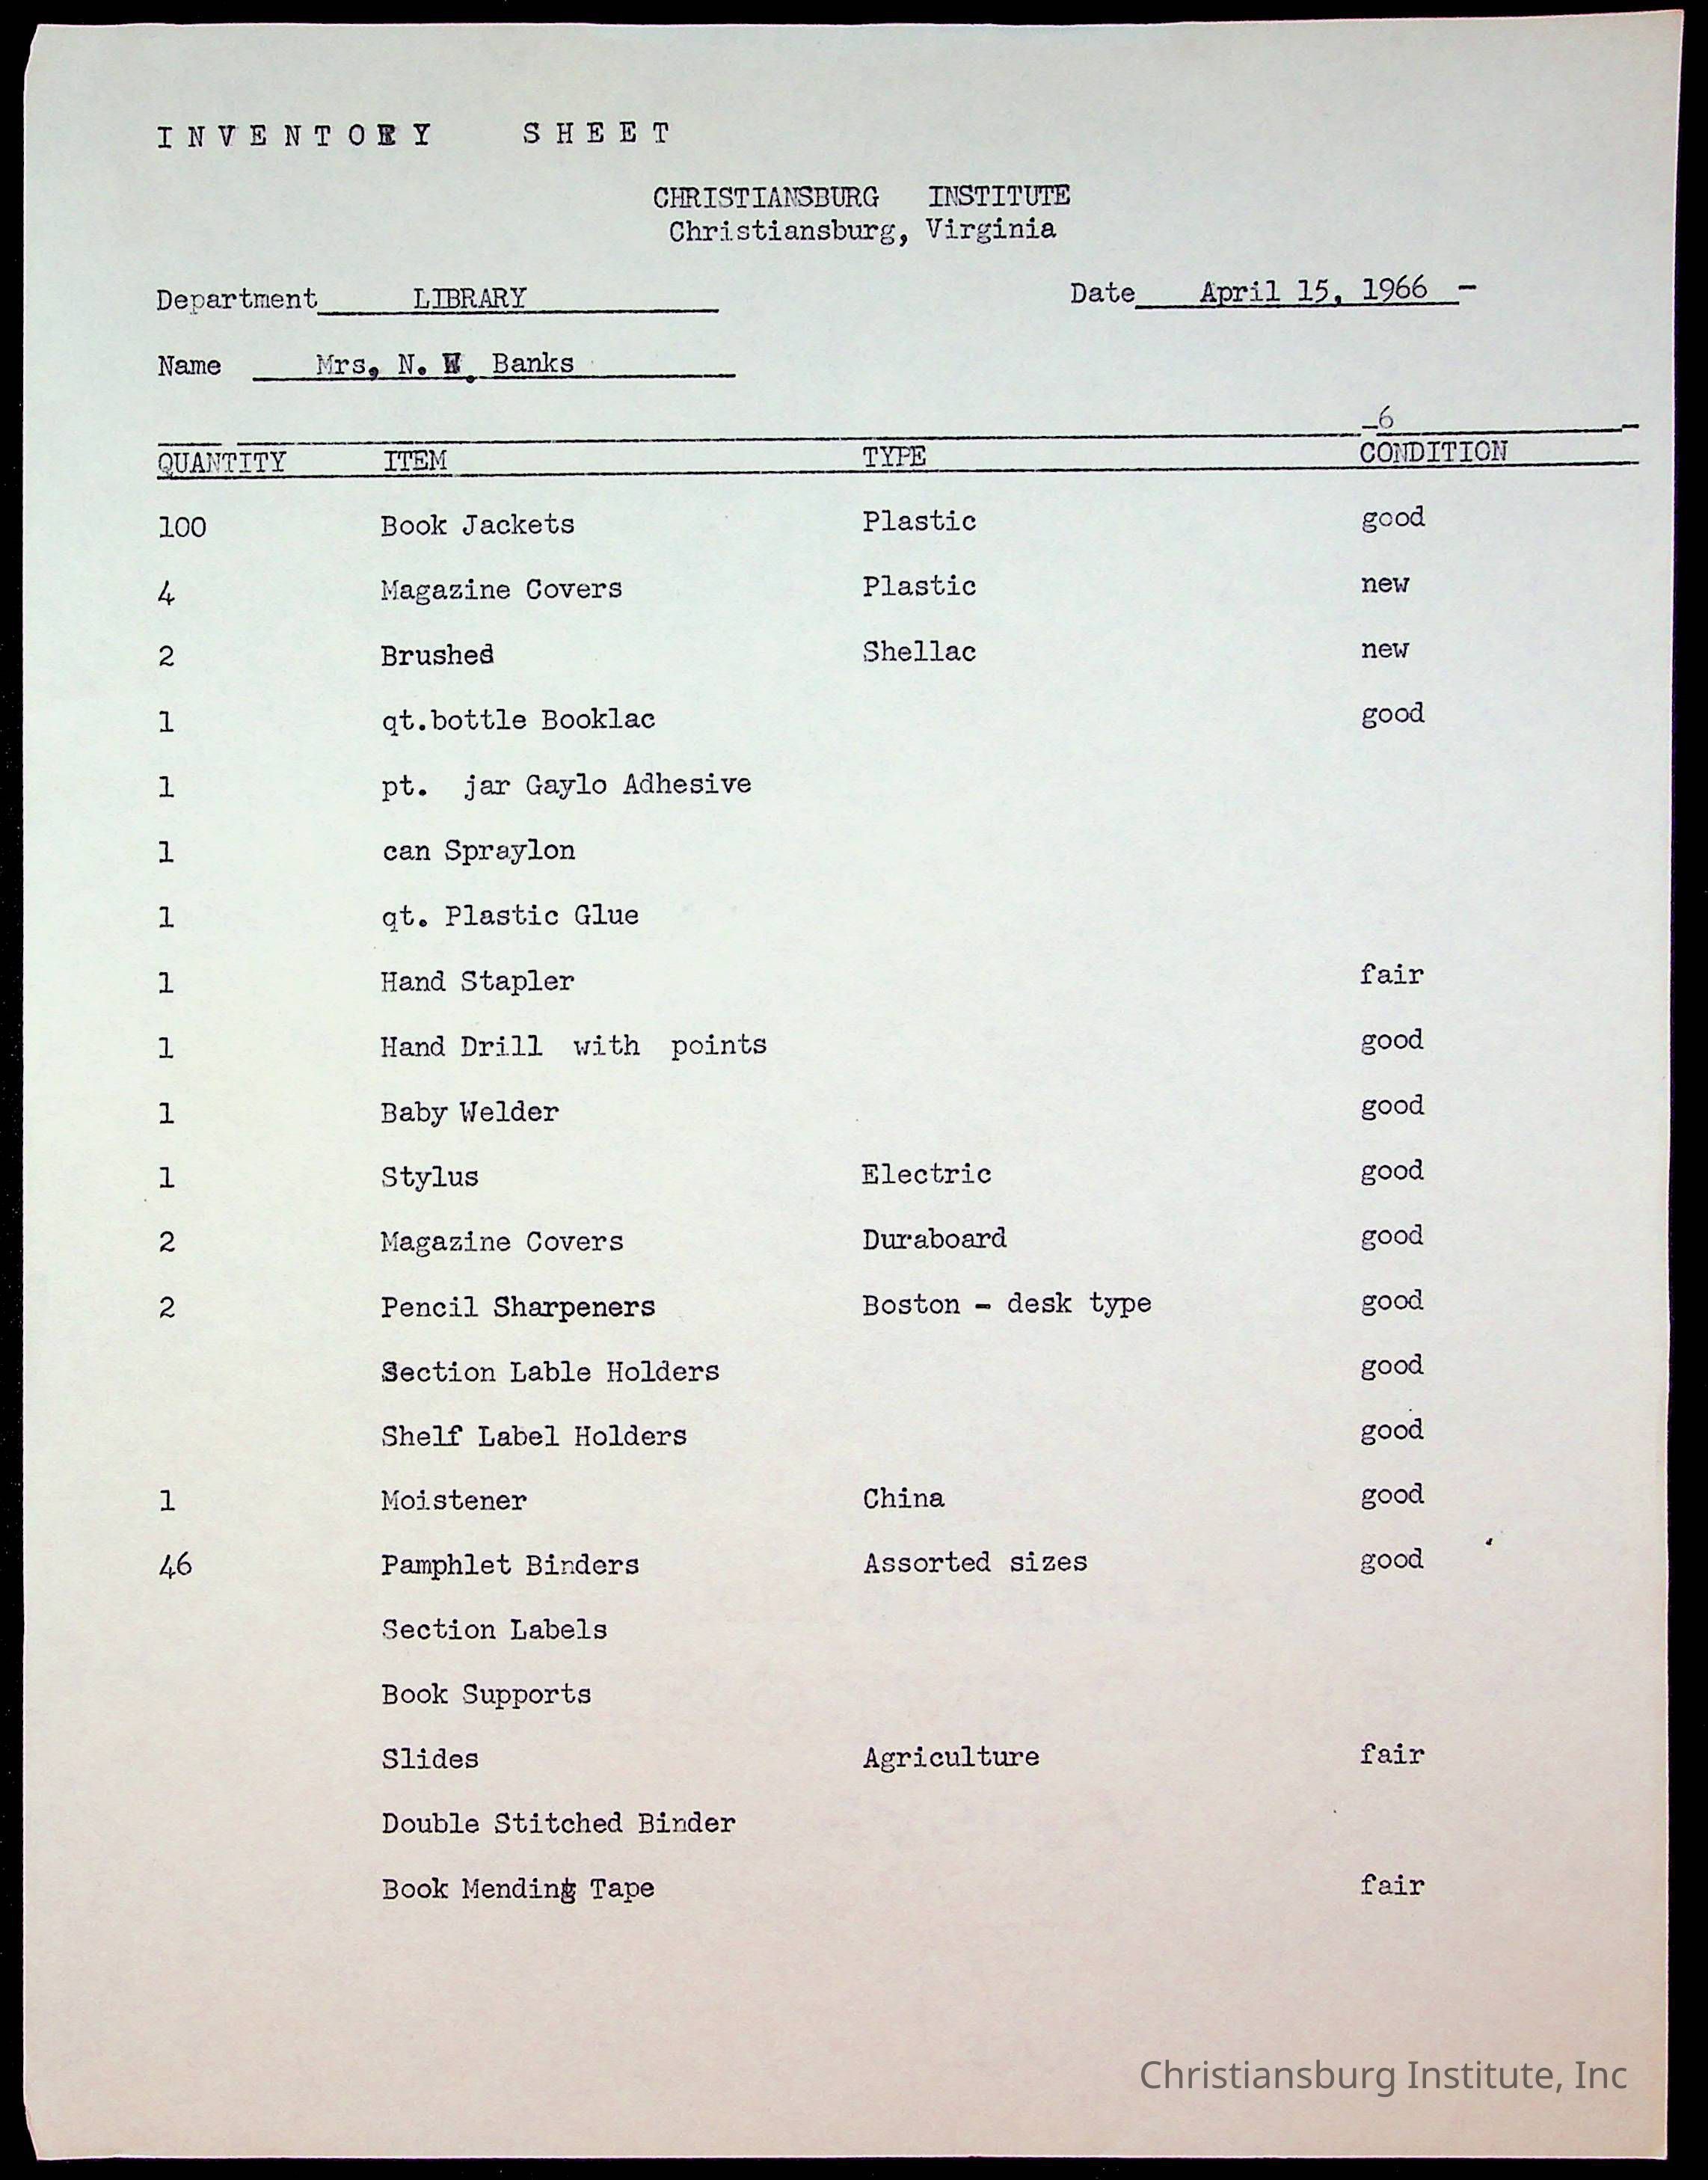 INVENTORY SHEET
CHRISTIANSBURG INSTITUTE
Christiansburg, Virginia
Department LIBRARY Date April 15, 1966 -
Name Mrs, N. W. Banks
6
QUANTITY ITEM TYPE CONDITION
100 Book Jackets Plastic good
4 Magazine Covers Plastic new
2 Brushed Shellac new
1 qt.bottle Booklac good
1 pt. jar Gaylo Adhesive
1 can Spraylon
1 qt. Plastic Glue
1 Hand Stapler fair
1 Hand Drill with points good
1 Baby Welder good
1 Stylus Electric good
2 Magazine Covers Duraboard good
2 Pencil Sharpeners Boston - desk type good
Section Lable Holders good
Shelf Label Holders good
1 Moistener China good
46 Pamphlet Binders Assorted sizes good
Section Labels
Book Supports
Slides Agriculture fair
Double Stitched Binder
Book Mending Tape fair
Christiansburg Institute, Inc